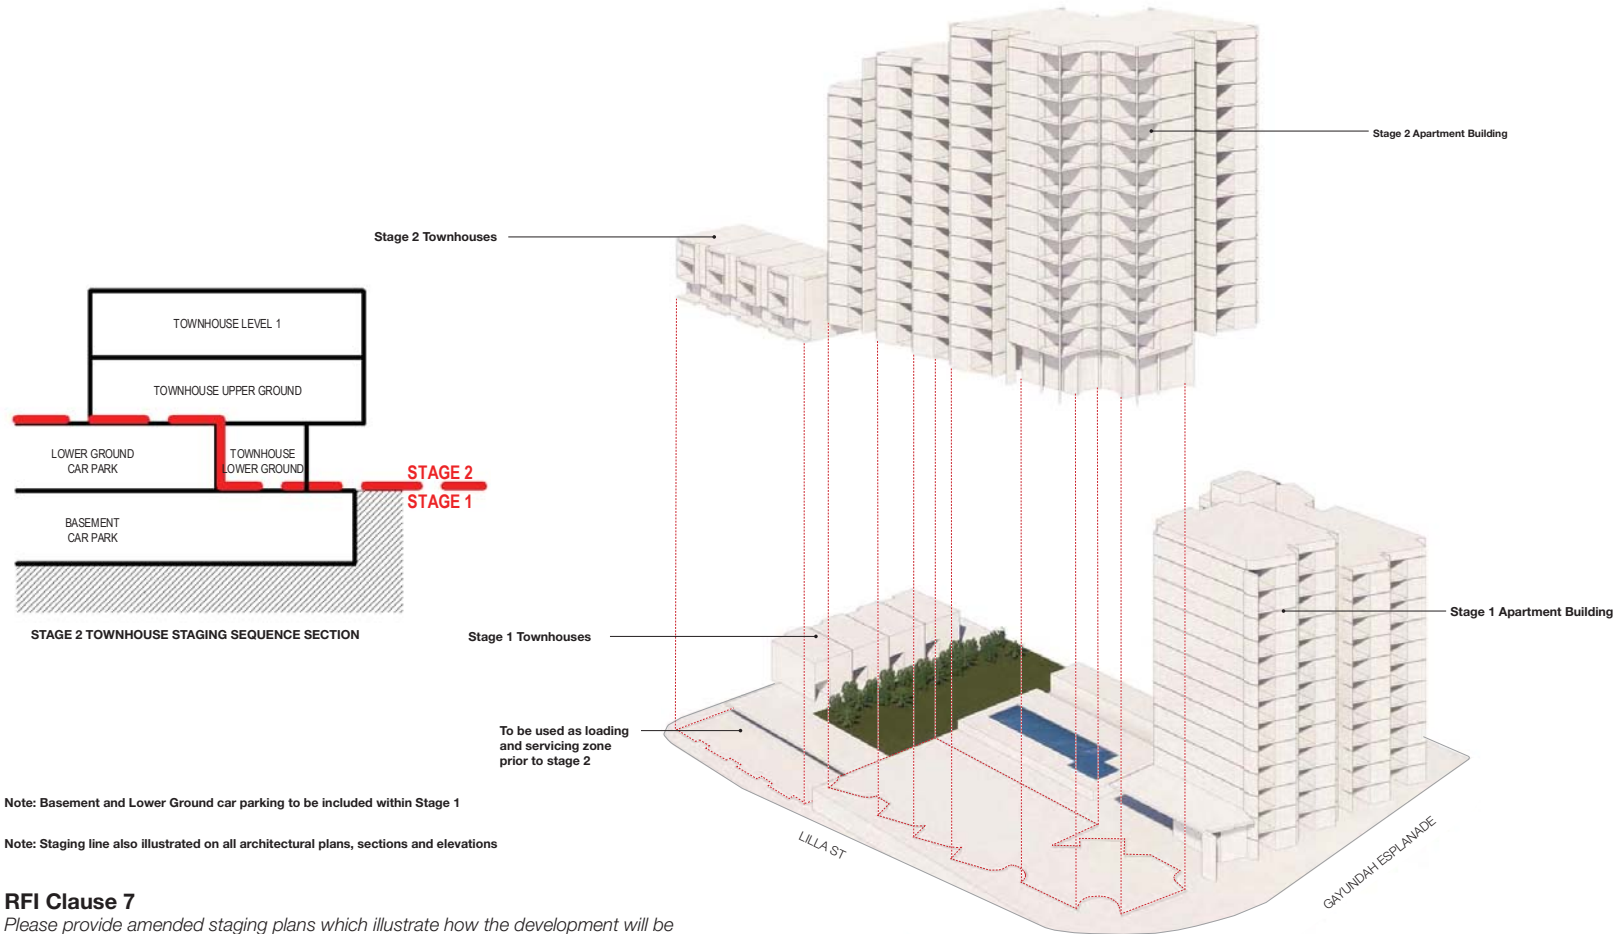 Stage 2 Apartment Building
Stage 2 Townhouses
TOWNHOUSE LEVEL 1
TOWNHOUSE UPPER GROUND
LOWER GROUND
CAR PARK
TOWNHOUSE
LOWER GROUND
STAGE 2
STAGE 1
BASEMENT
CAR PARK
STAGE 2 TOWNHOUSE STAGING SEQUENCE SECTION
Stage 1 Townhouses
Stage 1 Apartment Building
To be used as loading
and servicing zone
prior to stage 2
Note: Basement and Lower Ground car parking to be included within Stage 1
Note: Staging line also illustrated on all architectural plans, sections and elevations
LILLA ST
GAYUNDAH ESPLANADE
RFI Clause 7
Please provide amended staging plans which illustrate how the development will be